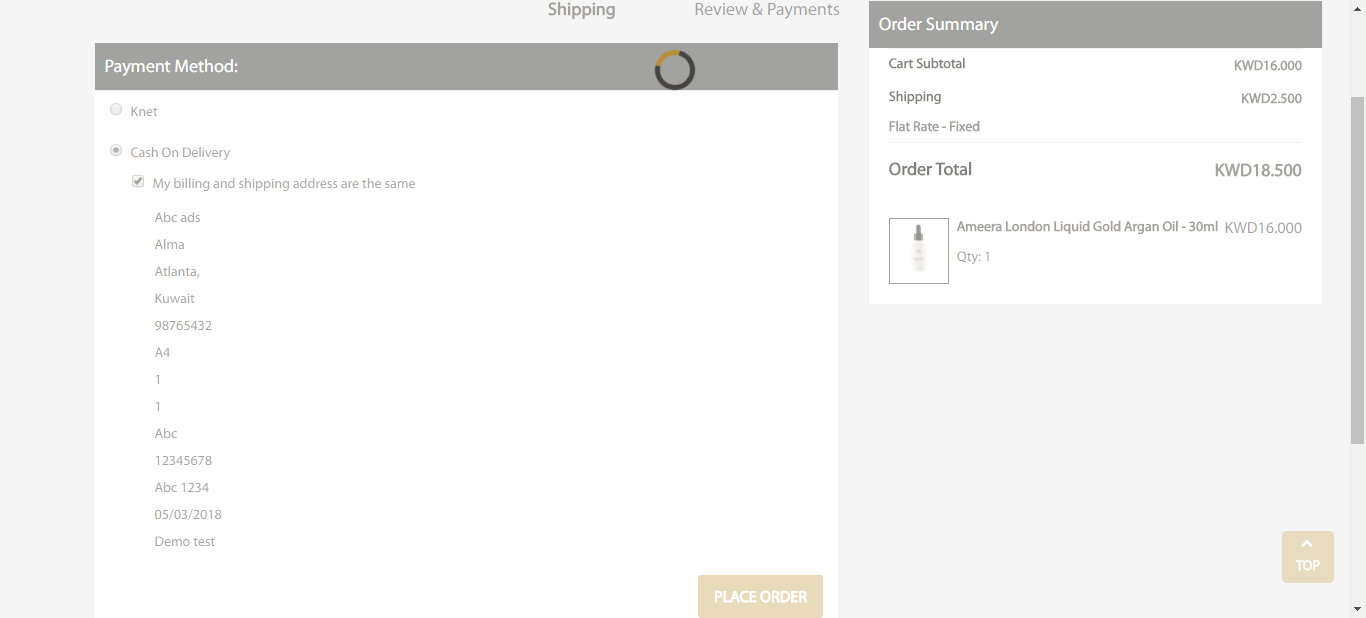 Shipping
Review & Payments
Payment Method:
Knet
Cash On Delivery
My billing and shipping address are the same
Abc ads
Alma
Atlanta,
Kuwait
98765432
A4
1
1
Abc
12345678
Abc 1234
05/03/2018
Demo test
PLACE ORDER
Order Summary
Cart Subtotal KWD16.000
Shipping KWD2.500
Flat Rate - Fixed
Order Total KWD18.500
Ameera London Liquid Gold Argan Oil - 30ml KWD16.000
Qty: 1
TOP